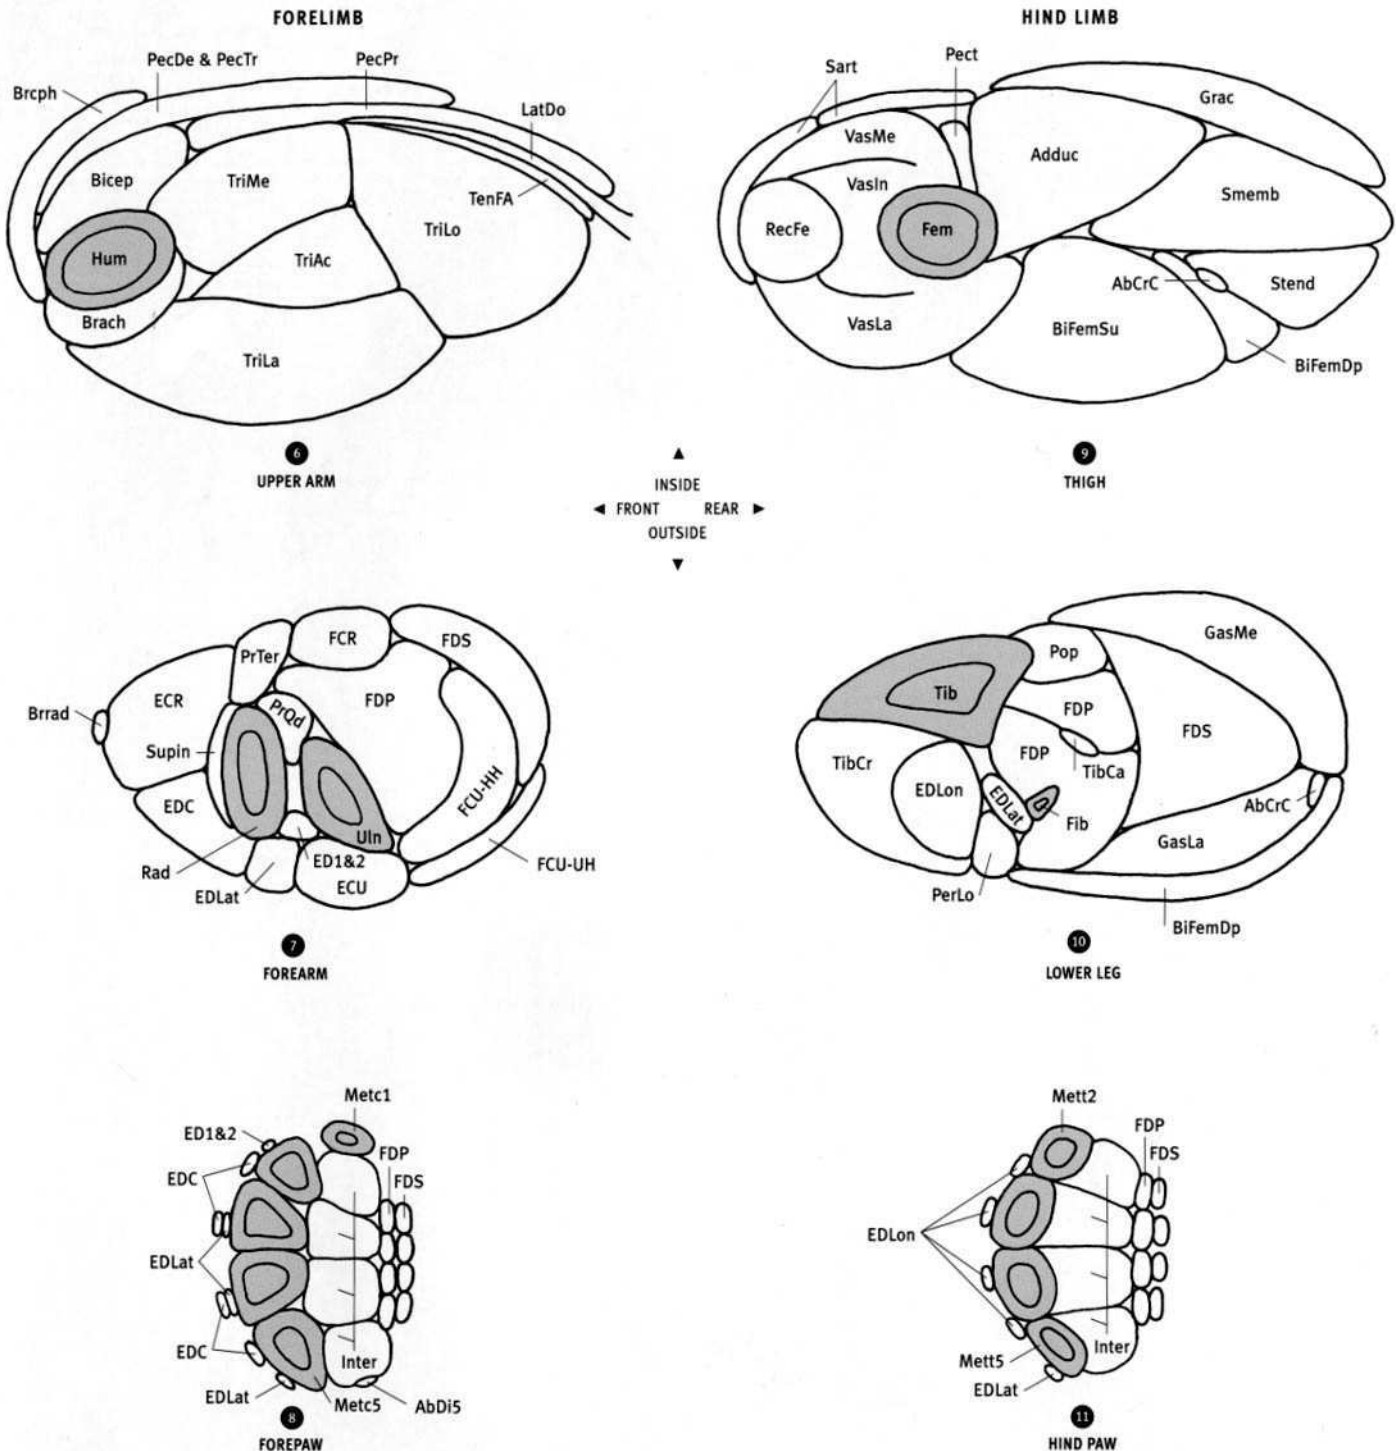 FORELIMB
HIND LIMB
PecDe & PecTr
PecPr
Brcph
LatDo
Bicep
TriMe
TenFA
TriLo
Hum
TriAc
Brach
TriLa
6
UPPER ARM
Pect
Sart
Grac
VasMe
Adduc
VasIn
Smemb
RecFe
Fem
AbCrC
Stend
VasLa
BiFemSu
BiFemDp
9
THIGH
INSIDE
FRONT REAR
OUTSIDE
FCR
FDS
PrTer
ECR
FDP
PrQd
Brrad
Supin
EDC
FCU-HH
Uln
Rad
ED1&2
FCU-UH
EDLat
ECU
7
FOREARM
GasMe
Pop
Tib
FDP
FDS
FDP
TibCr
TibCa
EDLon
EDLat
AbCrC
Fib
GasLa
PerLo
BiFemDp
10
LOWER LEG
Metc1
ED1&2
FDP
EDC
FDS
EDLat
EDC
Inter
EDLat
Metc5
AbDi5
8
FOREPAW
Mett2
FDP
FDS
EDLon
Inter
Mett5
EDLat
11
HIND PAW